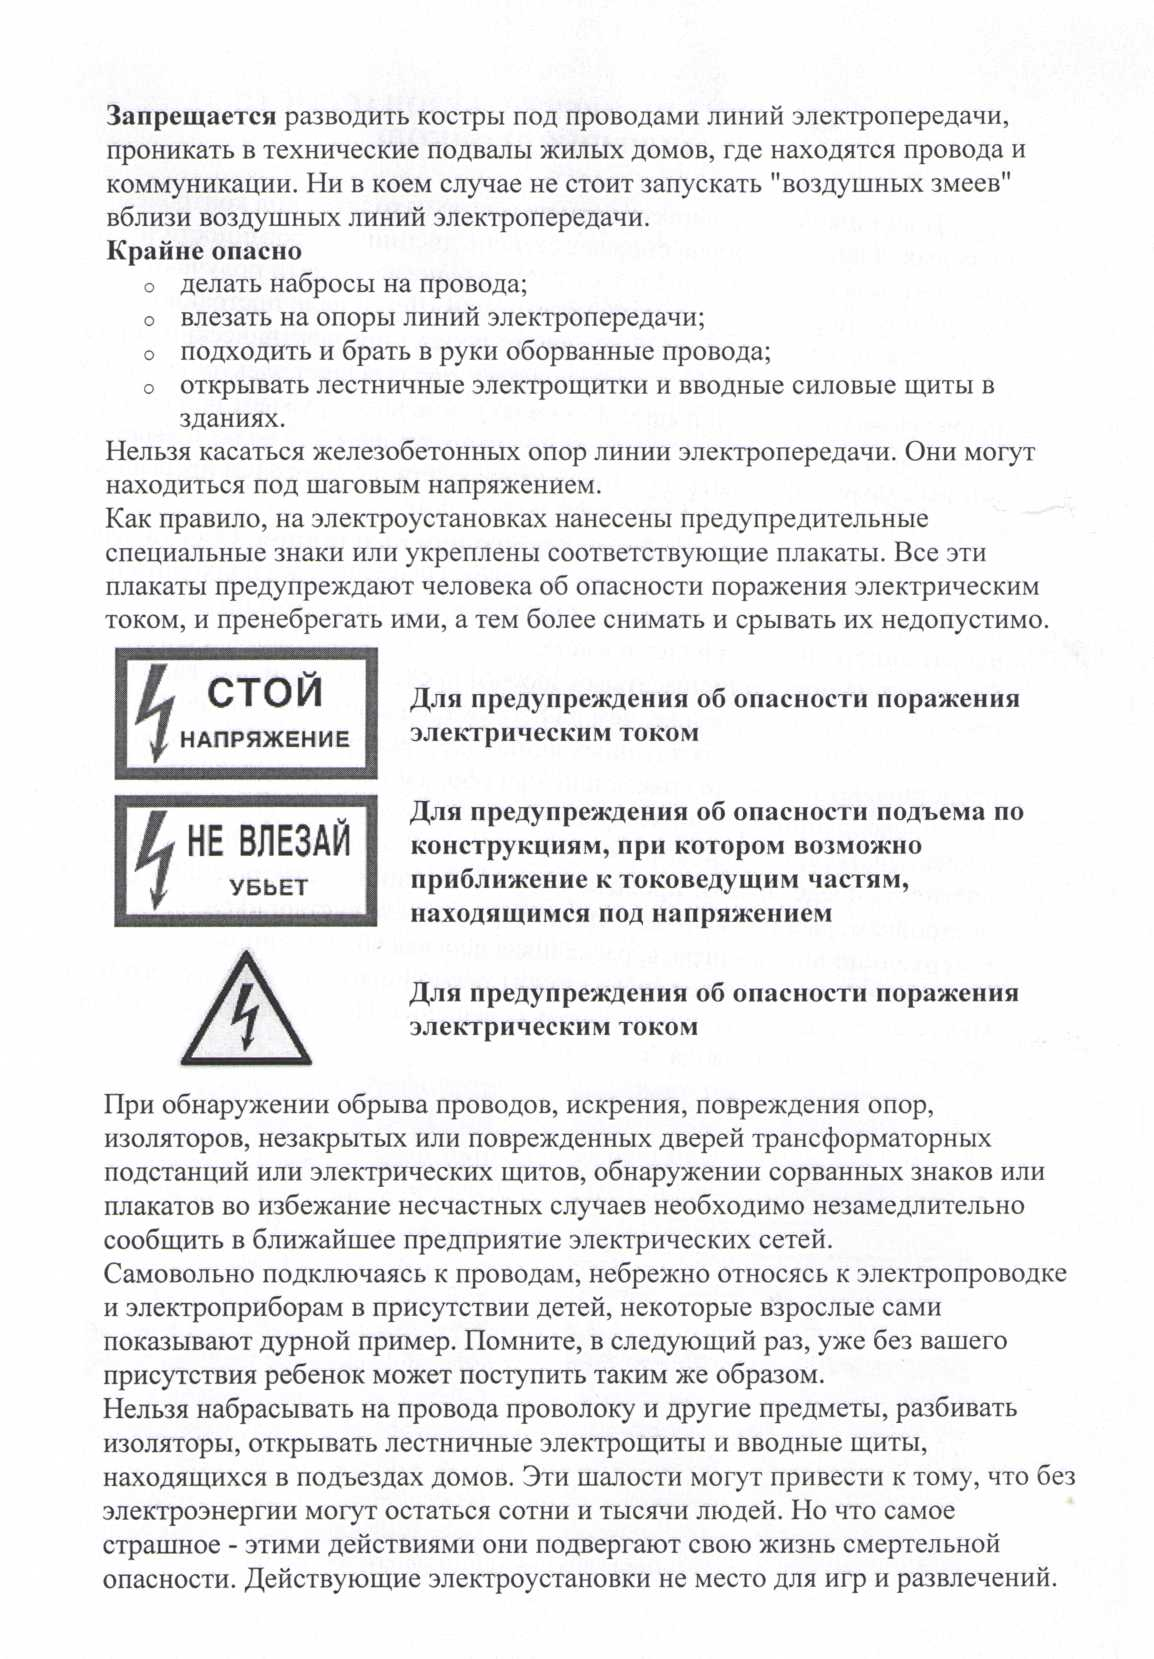 Запрещается разводить костры под проводами линий электропередачи,
проникать в технические подвалы жилых домов, где находятся провода и
коммуникации. Ни в коем случае не стоит запускать "воздушных змеев"
вблизи воздушных линий электропередачи.
Крайне опасно
o делать набросы на провода;
o влезать на опоры линий электропередачи;
o подходить и брать в руки оборванные провода;
o открывать лестничные электрощитки и вводные силовые щиты в
зданиях.
Нельзя касаться железобетонных опор линии электропередачи. Они могут
находиться под шаговым напряжением.
Как правило, на электроустановках нанесены предупредительные
специальные знаки или укреплены соответствующие плакаты. Все эти
плакаты предупреждают человека об опасности поражения электрическим
током, и пренебрегать ими, а тем более снимать и срывать их недопустимо.
СТОЙ
НАПРЯЖЕНИЕ
Для предупреждения об опасности поражения
электрическим током
НЕ ВЛЕЗАЙ
УБЬЕТ
Для предупреждения об опасности подъема по
конструкциям, при котором возможно
приближение к токоведущим частям,
находящимся под напряжением
Для предупреждения об опасности поражения
электрическим током
При обнаружении обрыва проводов, искрения, повреждения опор,
изоляторов, незакрытых или поврежденных дверей трансформаторных
подстанций или электрических щитов, обнаружении сорванных знаков или
плакатов во избежание несчастных случаев необходимо незамедлительно
сообщить в ближайшее предприятие электрических сетей.
Самовольно подключаясь к проводам, небрежно относясь к электропроводке
и электроприборам в присутствии детей, некоторые взрослые сами
показывают дурной пример. Помните, в следующий раз, уже без вашего
присутствия ребенок может поступить таким же образом.
Нельзя набрасывать на провода проволоку и другие предметы, разбивать
изоляторы, открывать лестничные электрощиты и вводные щиты,
находящихся в подъездах домов. Эти шалости могут привести к тому, что без
электроэнергии могут остаться сотни и тысячи людей. Но что самое
страшное - этими действиями они подвергают свою жизнь смертельной
опасности. Действующие электроустановки не место для игр и развлечений.